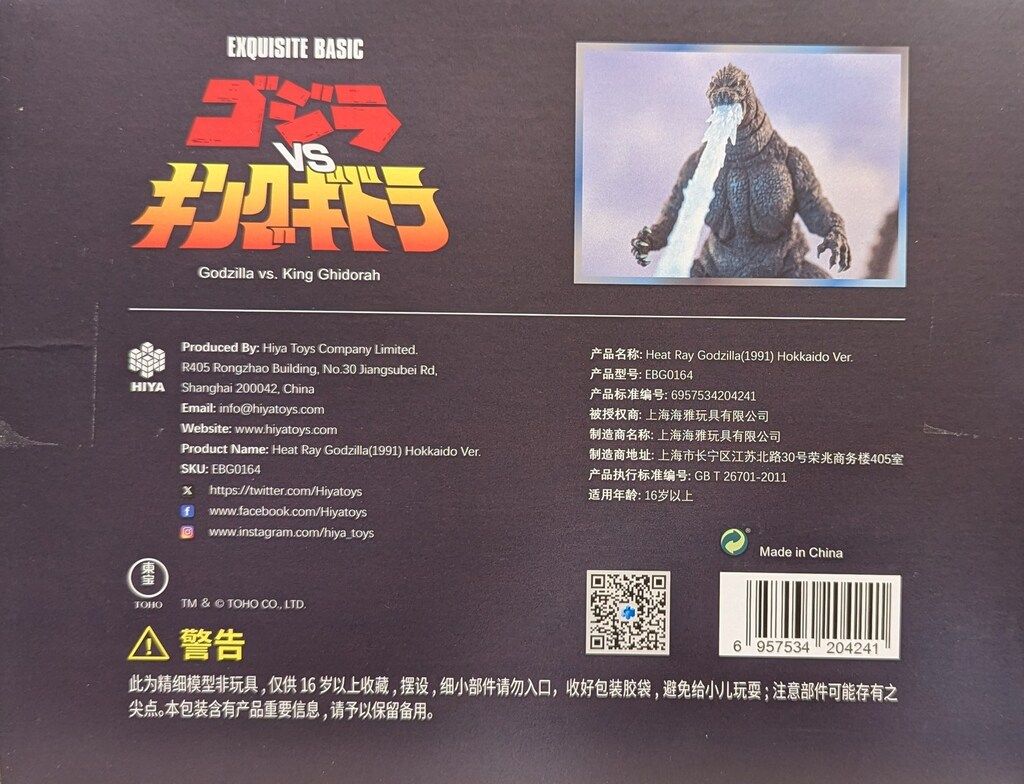 EXQUISITE BASIC
ゴジラ
VS
キングギドラ
Godzilla vs. King Ghidorah
HIYA
Produced By: Hiya Toys Company Limited.
R405 Rongzhao Building, No.30 Jiangsubei Rd,
Shanghai 200042, China
Email: info@hiyatoys.com
Website: www.hiyatoys.com
Product Name: Heat Ray Godzilla(1991) Hokkaido Ver.
SKU: EBG0164
X https://twitter.com/Hiyatoys
f www.facebook.com/Hiyatoys
www.instagram.com/hiya_toys
产品名称: Heat Ray Godzilla(1991) Hokkaido Ver.
产品型号: EBG0164
产品标准编号: 6957534204241
被授权商: 上海海雅玩具有限公司
制造商名称: 上海海雅玩具有限公司
制造商地址: 上海市长宁区江苏北路30号荣兆商务楼405室
产品执行标准编号: GB T 26701-2011
适用年龄: 16岁以上
® Made in China
東宝
TOHO
TM & © TOHO CO., LTD.
6 957534 204241
警告
此为精细模型非玩具,仅供 16 岁以上收藏,摆设,细小部件请勿入口,收好包装胶袋,避免给小儿玩耍;注意部件可能存有之
尖点。本包装含有产品重要信息,请予以保留备用。